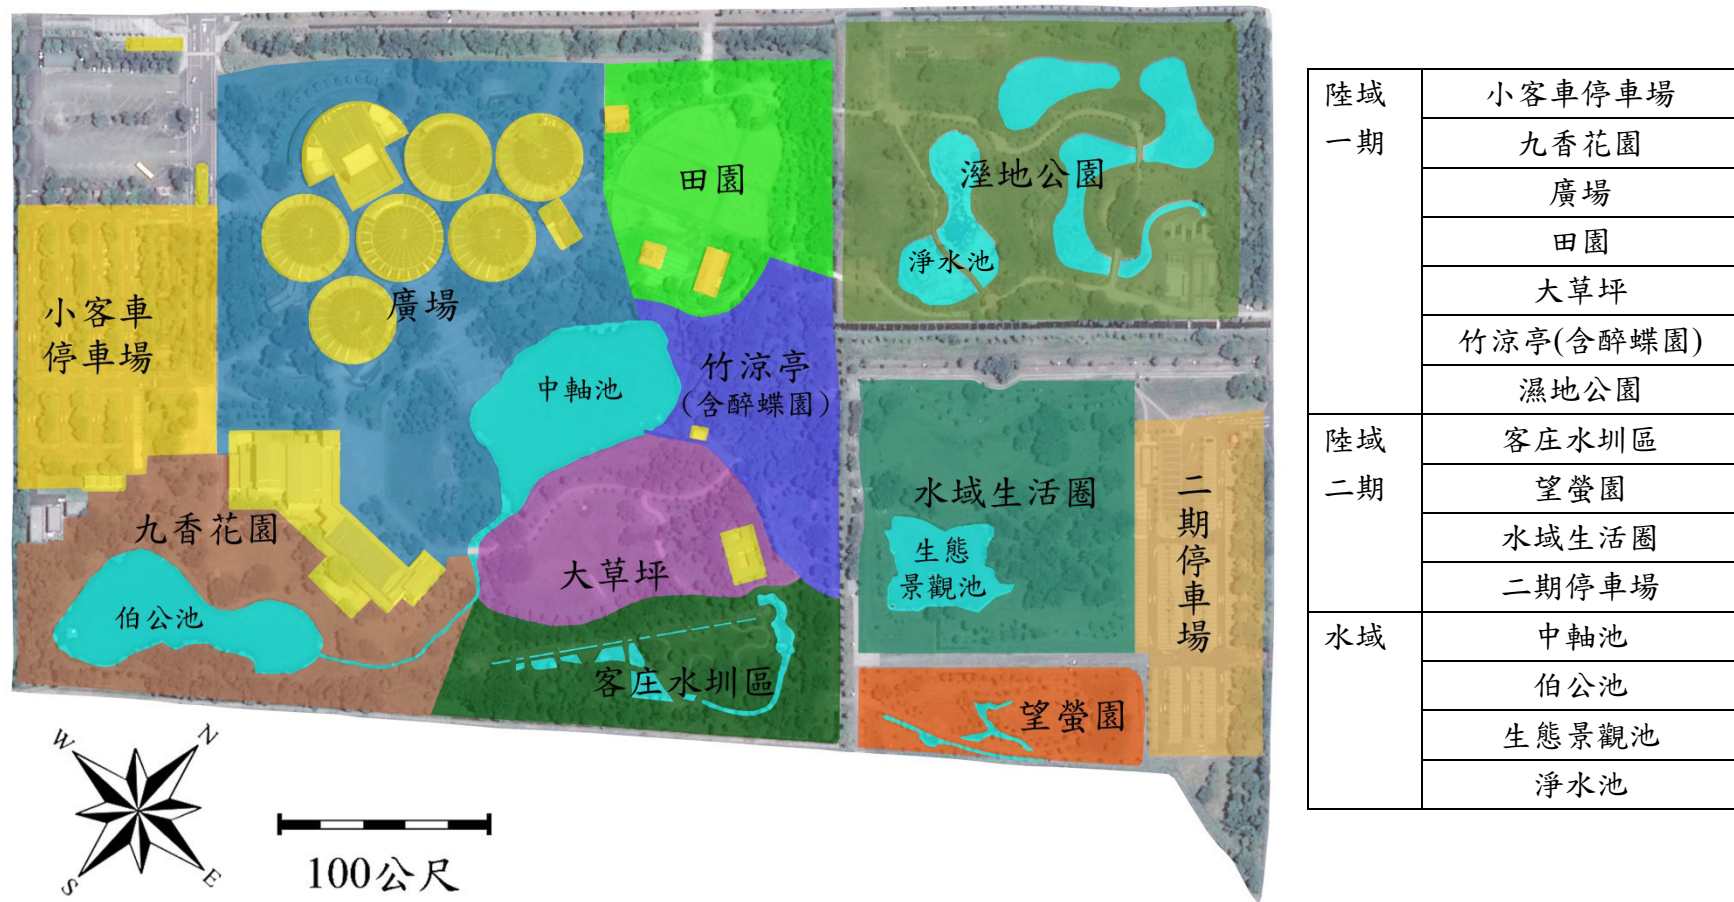 田園
溼地公園
淨水池
小客車
停車場
廣場
中軸池
竹涼亭
(含醉蝶園)
水域生活圈
二期停車場
九香花園
生態
景觀池
大草坪
伯公池
客庄水圳區
望螢園
W
N
S
E
100公尺
陸域
一期
小客車停車場
九香花園
廣場
田園
大草坪
竹涼亭(含醉蝶園)
濕地公園
陸域
二期
客庄水圳區
望螢園
水域生活圈
二期停車場
水域
中軸池
伯公池
生態景觀池
淨水池